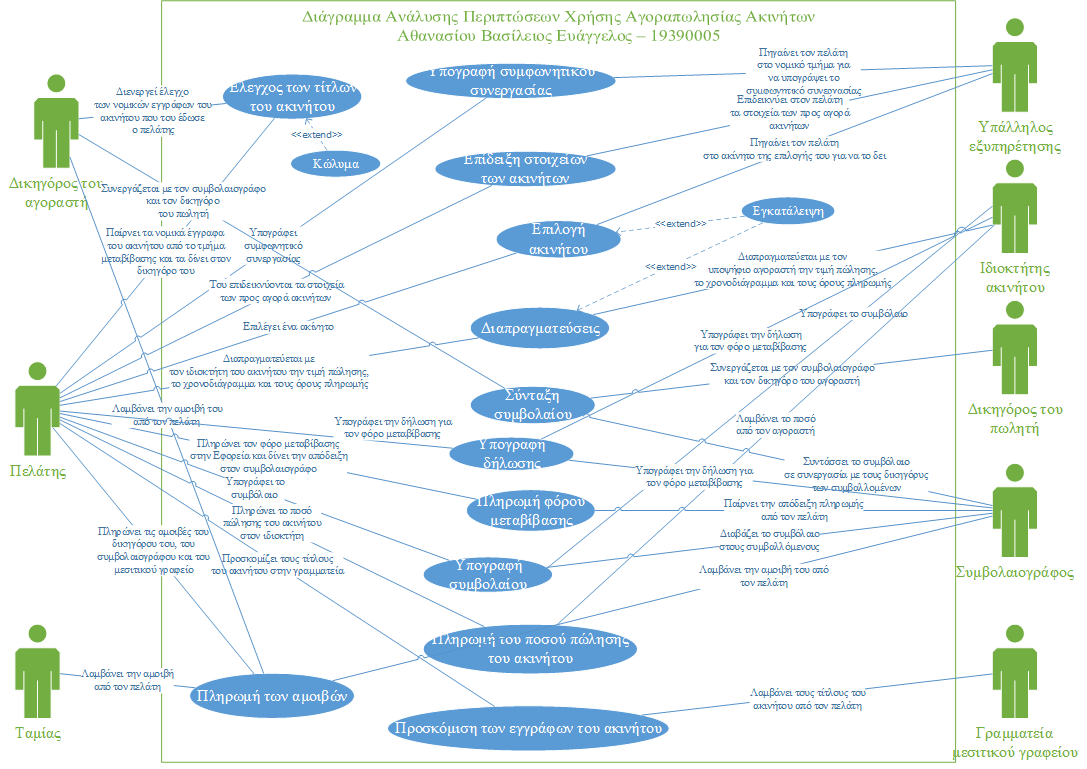 Διάγραμμα Ανάλυσης Περιπτώσεων Χρήσης Αγοραπωλησίας Ακινήτων
Αθανασίου Βασίλειος Ευάγγελος – 19390005
Δικηγόρος του
αγοραστή
Πελάτης
Ταμίας
Υπάλληλος
εξυπηρέτησης
Ιδιοκτήτης
ακινήτου
Δικηγόρος του
πωλητή
Συμβολαιογράφος
Γραμματεία
μεσιτικού γραφείου
Έλεγχος των τίτλων
του ακινήτου
<<extend>>
Κώλυμα
Υπογραφή συμφωνητικού
συνεργασίας
Επίδειξη στοιχείων
των ακινήτων
Επιλογή
ακινήτου
<<extend>>
Εγκατάλειψη
<<extend>>
Διαπραγματεύσεις
Σύνταξη
συμβολαίου
Υπογραφη
δήλωσης
Πληρωμή φόρου
μεταβίβασης
Υπογραφή
συμβολαίου
Πληρωμή του ποσού πώλησης
του ακινήτου
Πληρωμή των αμοιβών
Προσκόμιση των εγγράφων του ακινήτου
Διενεργεί έλεγχο
των νομικών εγγράφων του
ακινήτου που του έδωσε
ο πελάτης
Συνεργάζεται με τον συμβολαιογράφο
και τον δικηγόρο
του πωλητή
Παίρνει τα νομικά έγγραφα
του ακινήτου από το τμήμα
μεταβίβασης και τα δίνει στον
δικηγόρο του
Υπογράφει
συμφωνητικό
συνεργασίας
Του επιδεικνύονται τα στοιχεία
των προς αγορά ακινήτων
Επιλέγει ένα ακίνητο
Διαπραγματεύεται με
τον ιδιοκτήτη του ακινήτου την τιμή πώλησης,
το χρονοδιάγραμμα και τους όρους πληρωμής
Λαμβάνει την αμοιβή του
από τον πελάτη
Υπογράφει την δήλωση για
τον φόρο μεταβίβασης
Πληρώνει τον φόρο μεταβίβασης
στην Εφορεία και δίνει την απόδειξη
στον συμβολαιογράφο
Υπογράφει το
συμβόλαιο
Πληρώνει το ποσό
πώλησης του ακινήτου
στον ιδιοκτήτη
Πληρώνει τις αμοιβές του
δικηγόρου του, του
συμβολαιογράφου και του
μεσιτικού γραφείο
Προσκομίζει τους τίτλους
του ακινήτου στην γραμματεία
Λαμβάνει την αμοιβή
από τον πελάτη
Πηγαίνει τον πελάτη
στο νομικό τμήμα για
να υπογράψει το
συμφωνητικό συνεργασίας
Επιδεικνύει στον πελάτη
τα στοιχεία των προς αγορά
ακινήτων
Πηγαίνει τον πελάτη
στο ακίνητο της επιλογής του για να το δει
Διαπραγματεύεται με τον
υποψήφιο αγοραστή την τιμή πώλησης,
το χρονοδιάγραμμα και τους όρους πληρωμής
Υπογράφει το συμβόλαιο
Υπογράφει την δήλωση
για τον φόρο μεταβίβασης
Συνεργάζεται με τον συμβολαιογράφο
και τον δικηγόρο του αγοραστή
Λαμβάνει το ποσό
από τον αγοραστή
Συντάσσει το συμβόλαιο
σε συνεργασία με τους δικηγόρυς
των συμβαλλομένων
Υπογράφει την δήλωση για
τον φόρο μεταβίβασης
Παίρνει την απόδειξη πληρωμής
από τον πελάτη
Διαβάζει το συμβόλαιο
στους συμβαλλόμενους
Λαμβάνει την αμοιβή του από
τον πελάτη
Λαμβάνει τους τίτλους του
ακινήτου από τον πελάτη